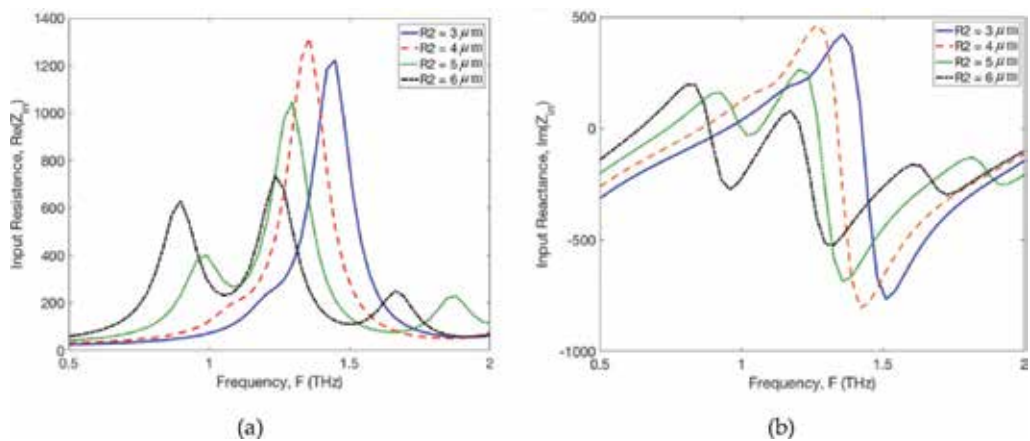 1400
1200
1000
800
600
400
200
0
0.5
1
1.5
2
Input Resistence, Re(Z_in)
Frequency, F (THz)
R2 = 3 μm
R2 = 4 μm
R2 = 5 μm
R2 = 6 μm
(a)
500
0
-500
-1000
0.5
1
1.5
2
Input Reactance, Im(Z_in)
Frequency, F (THz)
R2 = 3 μm
R2 = 4 μm
R2 = 5 μm
R2 = 6 μm
(b)